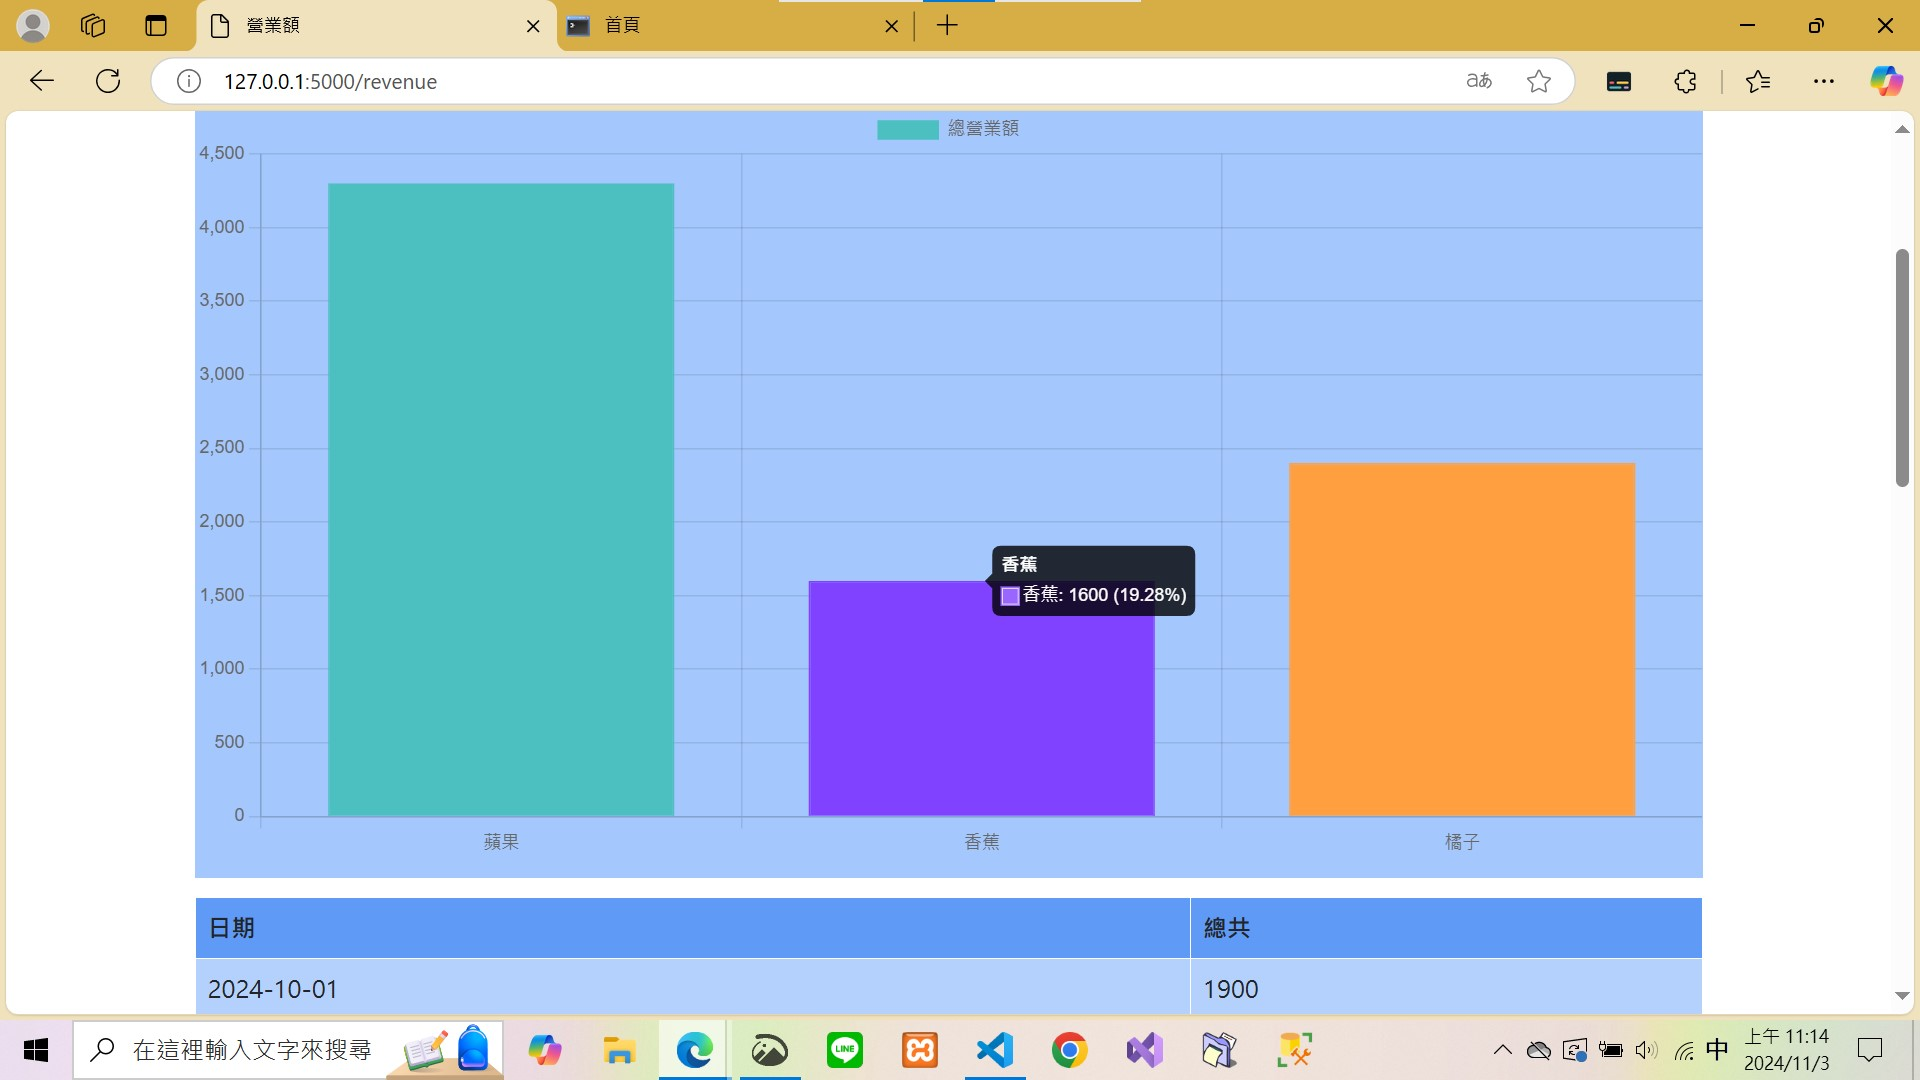 營業額
首頁
127.0.0.1:5000/revenue
aあ
總營業額
4,500
4,000
3,500
3,000
2,500
2,000
1,500
1,000
500
0
香蕉
香蕉: 1600 (19.28%)
蘋果
香蕉
橘子
日期
總共
2024-10-01
1900
在這裡輸入文字來搜尋
LINE
中
上午 11:14
2024/11/3